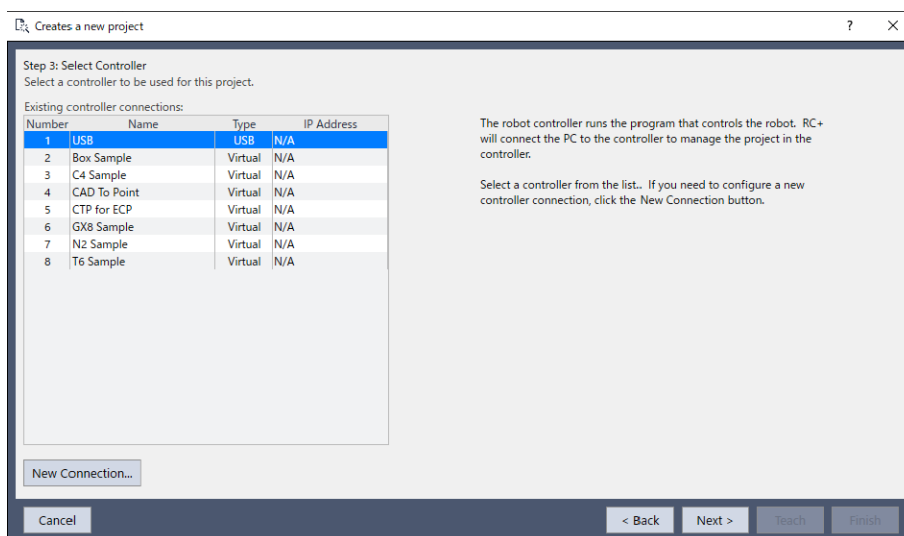 Creates a new project
?
Step 3: Select Controller
Select a controller to be used for this project.
Existing controller connections:
Number Name Type IP Address
1 USB USB N/A
2 Box Sample Virtual N/A
3 C4 Sample Virtual N/A
4 CAD To Point Virtual N/A
5 CTP for ECP Virtual N/A
6 GX8 Sample Virtual N/A
7 N2 Sample Virtual N/A
8 T6 Sample Virtual N/A
The robot controller runs the program that controls the robot. RC+
will connect the PC to the controller to manage the project in the
controller.
Select a controller from the list.. If you need to configure a new
controller connection, click the New Connection button.
New Connection...
Cancel
< Back
Next >
Teach
Finish